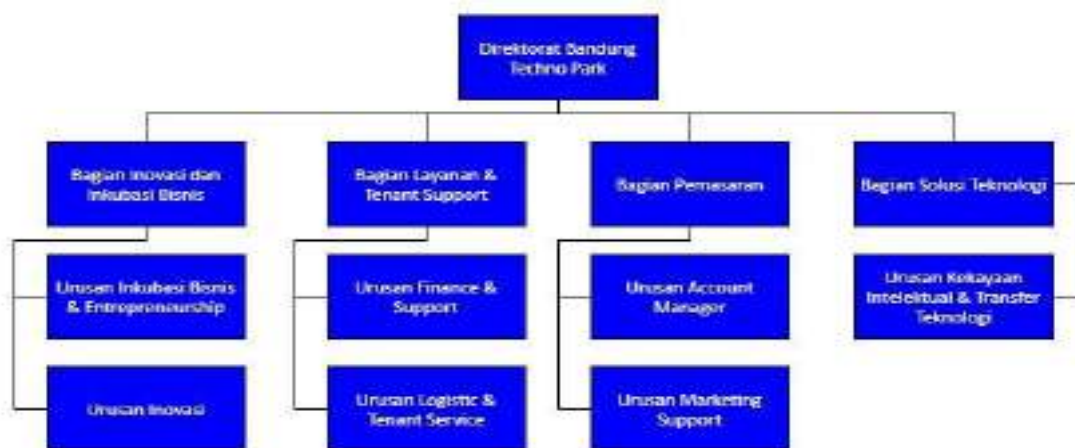 Direktorat Bandung
Techno Park
Bagian Inovasi dan
Inkubasi Bisnis
Bagian Layanan &
Tenant Support
Bagian Pemasaran
Bagian Solusi Teknologi
Urusan Inkubasi Bisnis
& Entrepreneurship
Urusan Finance &
Support
Urusan Account
Manager
Urusan Kekayaan
Intelektual & Transfer
Teknologi
Urusan Inovasi
Urusan Logistic &
Tenant Service
Urusan Marketing
Support